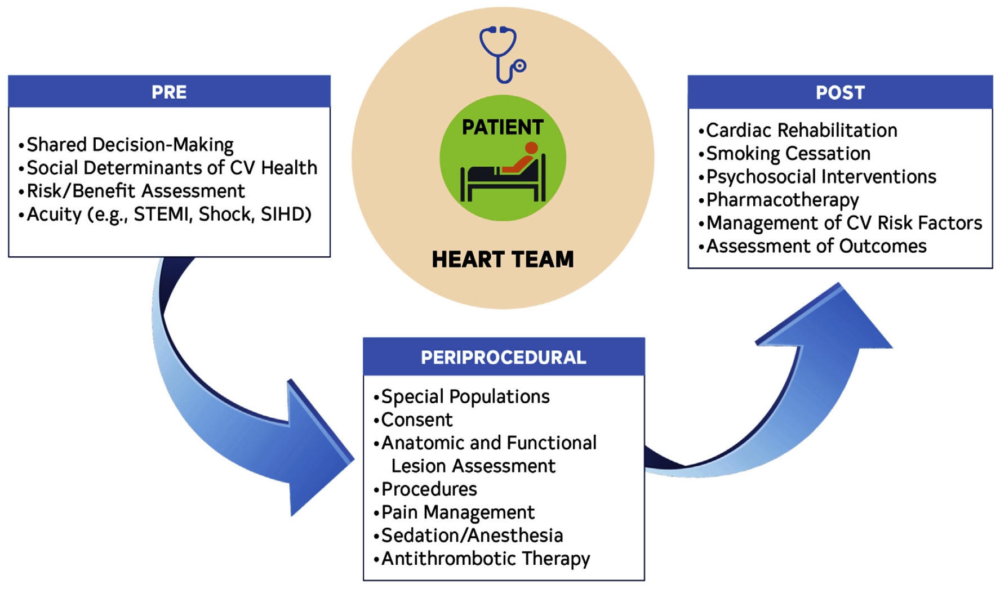 PRE
•Shared Decision-Making
•Social Determinants of CV Health
•Risk/Benefit Assessment
•Acuity (e.g., STEMI, Shock, SIHD)
PATIENT
HEART TEAM
PERIPROCEDURAL
•Special Populations
•Consent
•Anatomic and Functional
Lesion Assessment
•Procedures
•Pain Management
•Sedation/Anesthesia
•Antithrombotic Therapy
POST
•Cardiac Rehabilitation
•Smoking Cessation
•Psychosocial Interventions
•Pharmacotherapy
•Management of CV Risk Factors
•Assessment of Outcomes